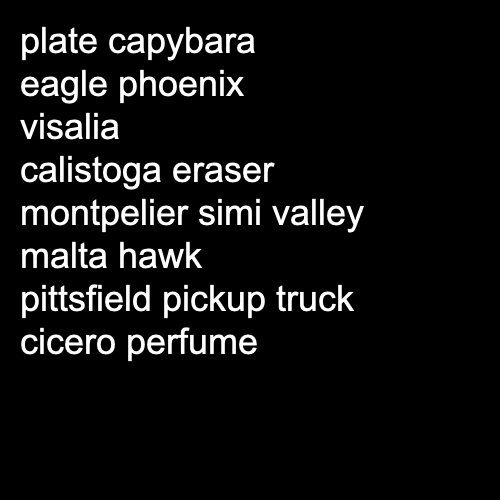 plate capybara
eagle phoenix
visalia
calistoga eraser
montpelier simi valley
malta hawk
pittsfield pickup truck
cicero perfume